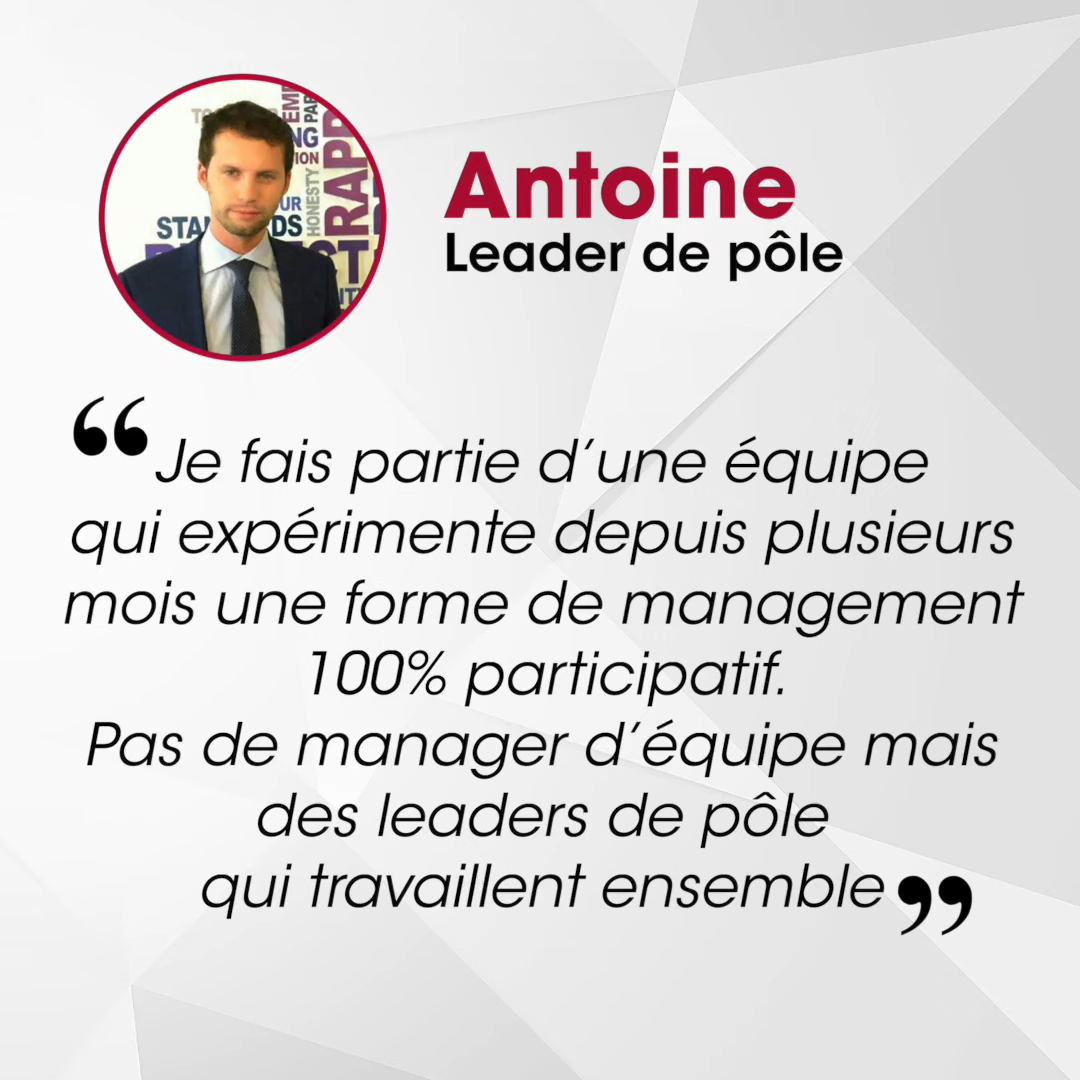 Antoine
Leader de pôle
HONESTY
“Je fais partie d’une équipe
qui expérimente depuis plusieurs
mois une forme de management
100% participatif.
Pas de manager d’équipe mais
des leaders de pôle
qui travaillent ensemble”